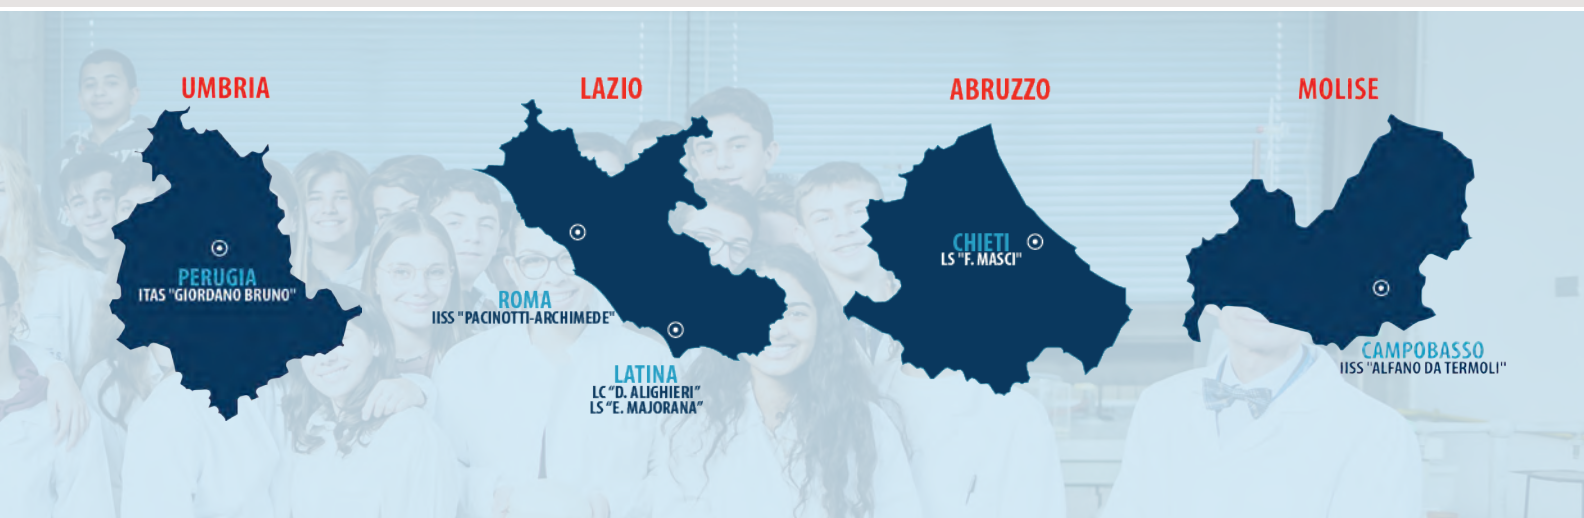 UMBRIA
PERUGIA
ITAS "GIORDANO BRUNO"
LAZIO
ROMA
IISS "PACINOTTI-ARCHIMEDE"
LATINA
LC “D. ALIGHIERI”
LS “E. MAJORANA”
ABRUZZO
CHIETI
LS "F. MASCI"
MOLISE
CAMPOBASSO
IISS "ALFANO DA TERMOLI"